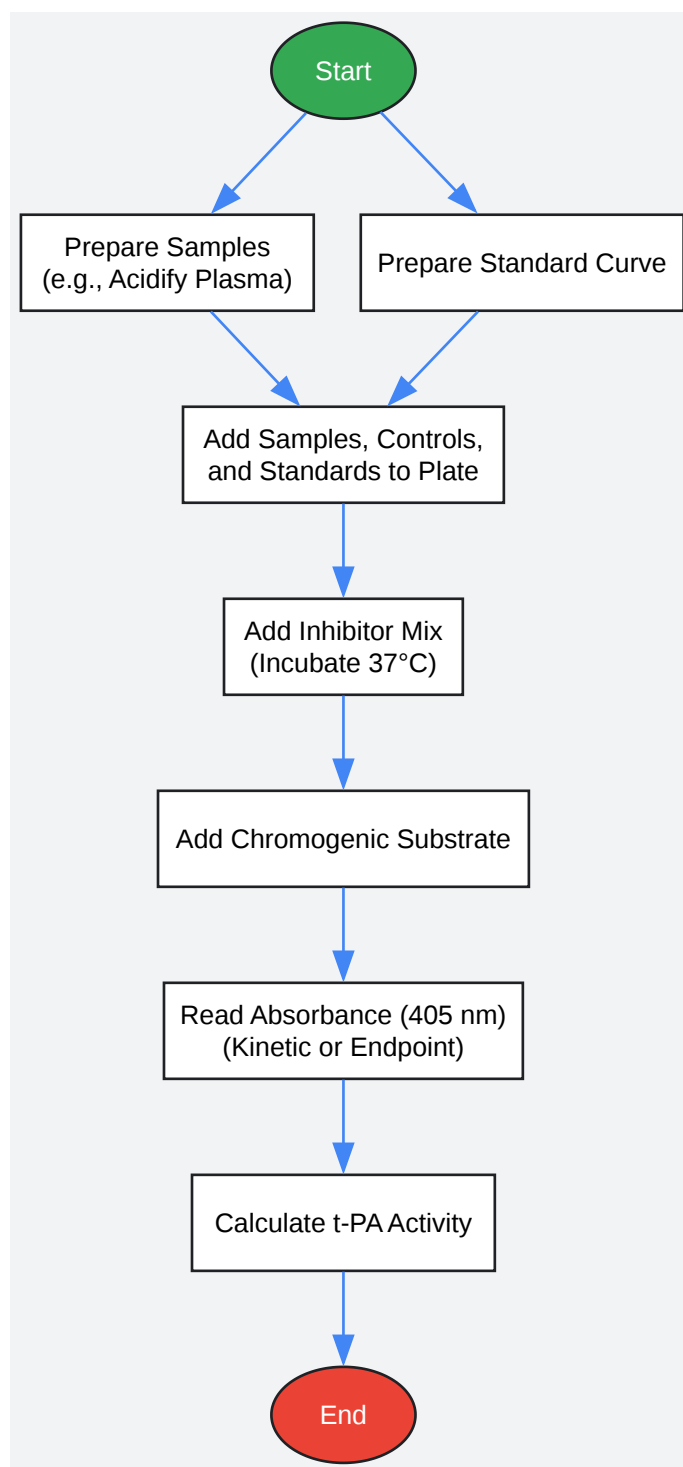 Start
Prepare Samples
(e.g., Acidify Plasma)
Prepare Standard Curve
Add Samples, Controls,
and Standards to Plate
Add Inhibitor Mix
(Incubate 37°C)
Add Chromogenic Substrate
Read Absorbance (405 nm)
(Kinetic or Endpoint)
Calculate t-PA Activity
End